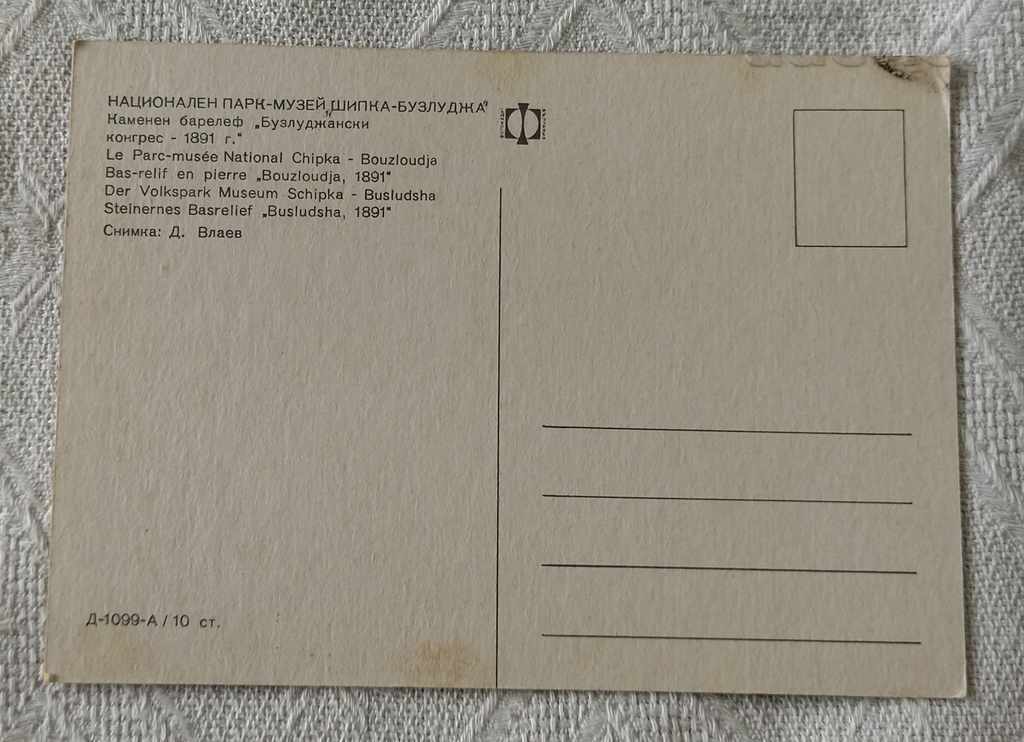 НАЦИОНАЛЕН ПАРК-МУЗЕЙ „ШИПКА-БУЗЛУДЖА“
Каменен барелеф „Бузлуджански
конгрес - 1891 г.“
Le Parc-musée National Chipka - Bouzloudja
Bas-relif en pierre „Bouzloudja, 1891“
Der Volkspark Museum Schipka - Busludsha
Steinernes Basrelief „Busludsha, 1891“
Снимка: Д. Влаев
Д-1099-А / 10 ст.